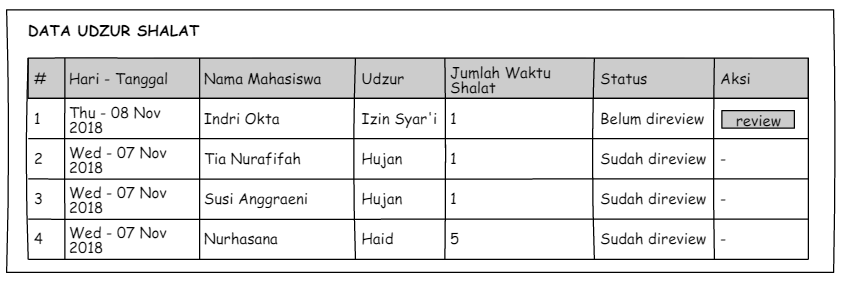 DATA UDZUR SHALAT
# Hari - Tanggal Nama Mahasiswa Udzur Jumlah Waktu Shalat Status Aksi
1 Thu - 08 Nov 2018 Indri Okta Izin Syar'i 1 Belum direview review
2 Wed - 07 Nov 2018 Tia Nurafifah Hujan 1 Sudah direview -
3 Wed - 07 Nov 2018 Susi Anggraeni Hujan 1 Sudah direview -
4 Wed - 07 Nov 2018 Nurhasana Haid 5 Sudah direview -